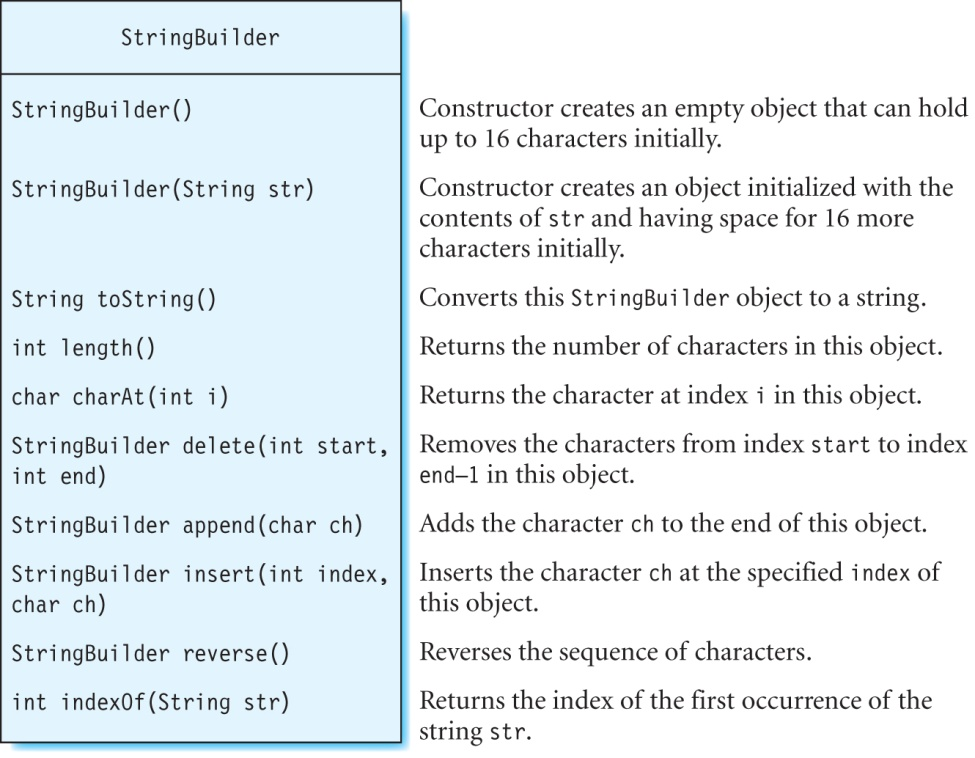 StringBuilder
StringBuilder()
Constructor creates an empty object that can hold
up to 16 characters initially.
StringBuilder(String str)
Constructor creates an object initialized with the
contents of str and having space for 16 more
characters initially.
String toString()
Converts this StringBuilder object to a string.
int length()
Returns the number of characters in this object.
char charAt(int i)
Returns the character at index i in this object.
StringBuilder delete(int start,
int end)
Removes the characters from index start to index
end–1 in this object.
StringBuilder append(char ch)
Adds the character ch to the end of this object.
StringBuilder insert(int index,
char ch)
Inserts the character ch at the specified index of
this object.
StringBuilder reverse()
Reverses the sequence of characters.
int indexOf(String str)
Returns the index of the first occurrence of the
string str.